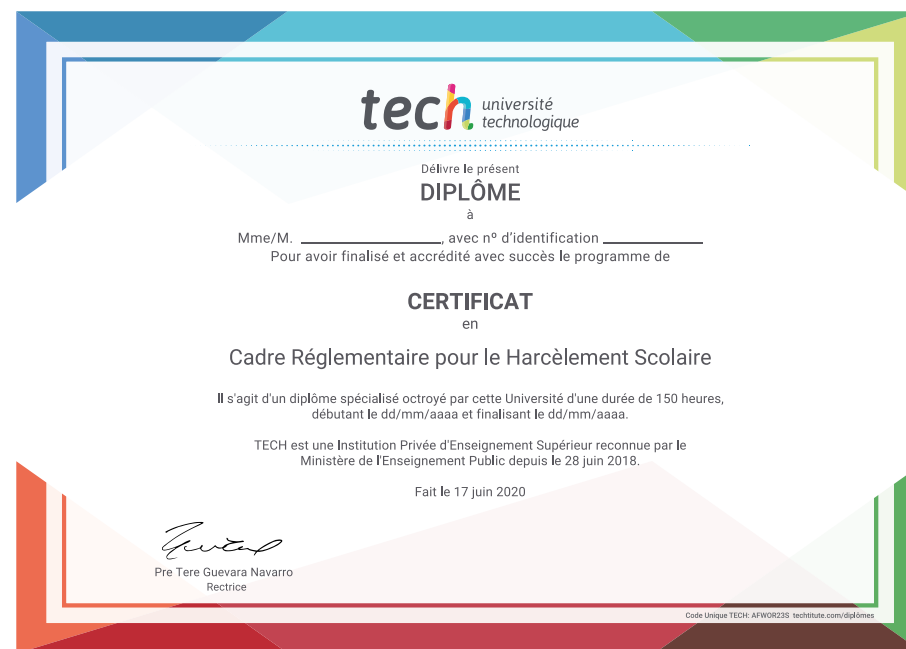 tech université
technologique
Délivre le présent
DIPLÔME
à
Mme/M. ____________________, avec nº d'identification ______________
Pour avoir finalisé et accrédité avec succès le programme de
CERTIFICAT
en
Cadre Réglementaire pour le Harcèlement Scolaire
Il s'agit d'un diplôme spécialisé octroyé par cette Université d'une durée de 150 heures,
débutant le dd/mm/aaaa et finalisant le dd/mm/aaaa.
TECH est une Institution Privée d'Enseignement Supérieur reconnue par le
Ministère de l'Enseignement Public depuis le 28 juin 2018.
Fait le 17 juin 2020
Pre Tere Guevara Navarro
Rectrice
Code Unique TECH: AFWOR23S techtitute.com/diplômes